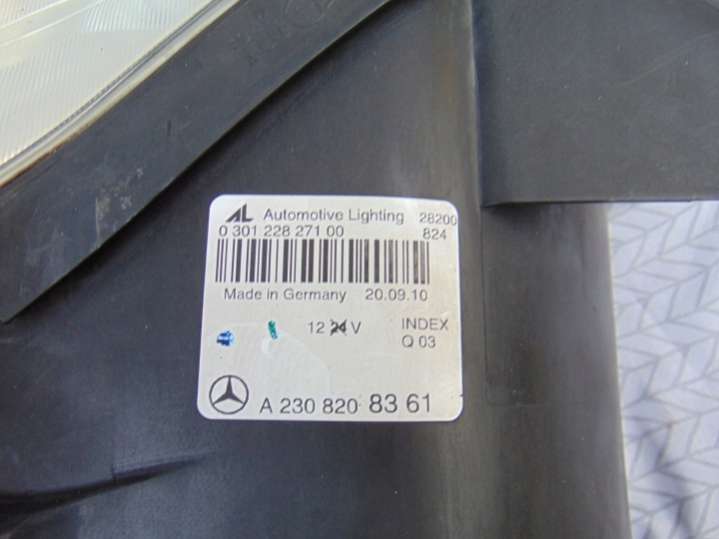 AL Automotive Lighting 28200
0 301 228 271 00 824
Made in Germany 20.09.10
12 24 V INDEX
Q 03
A 230 820 83 61